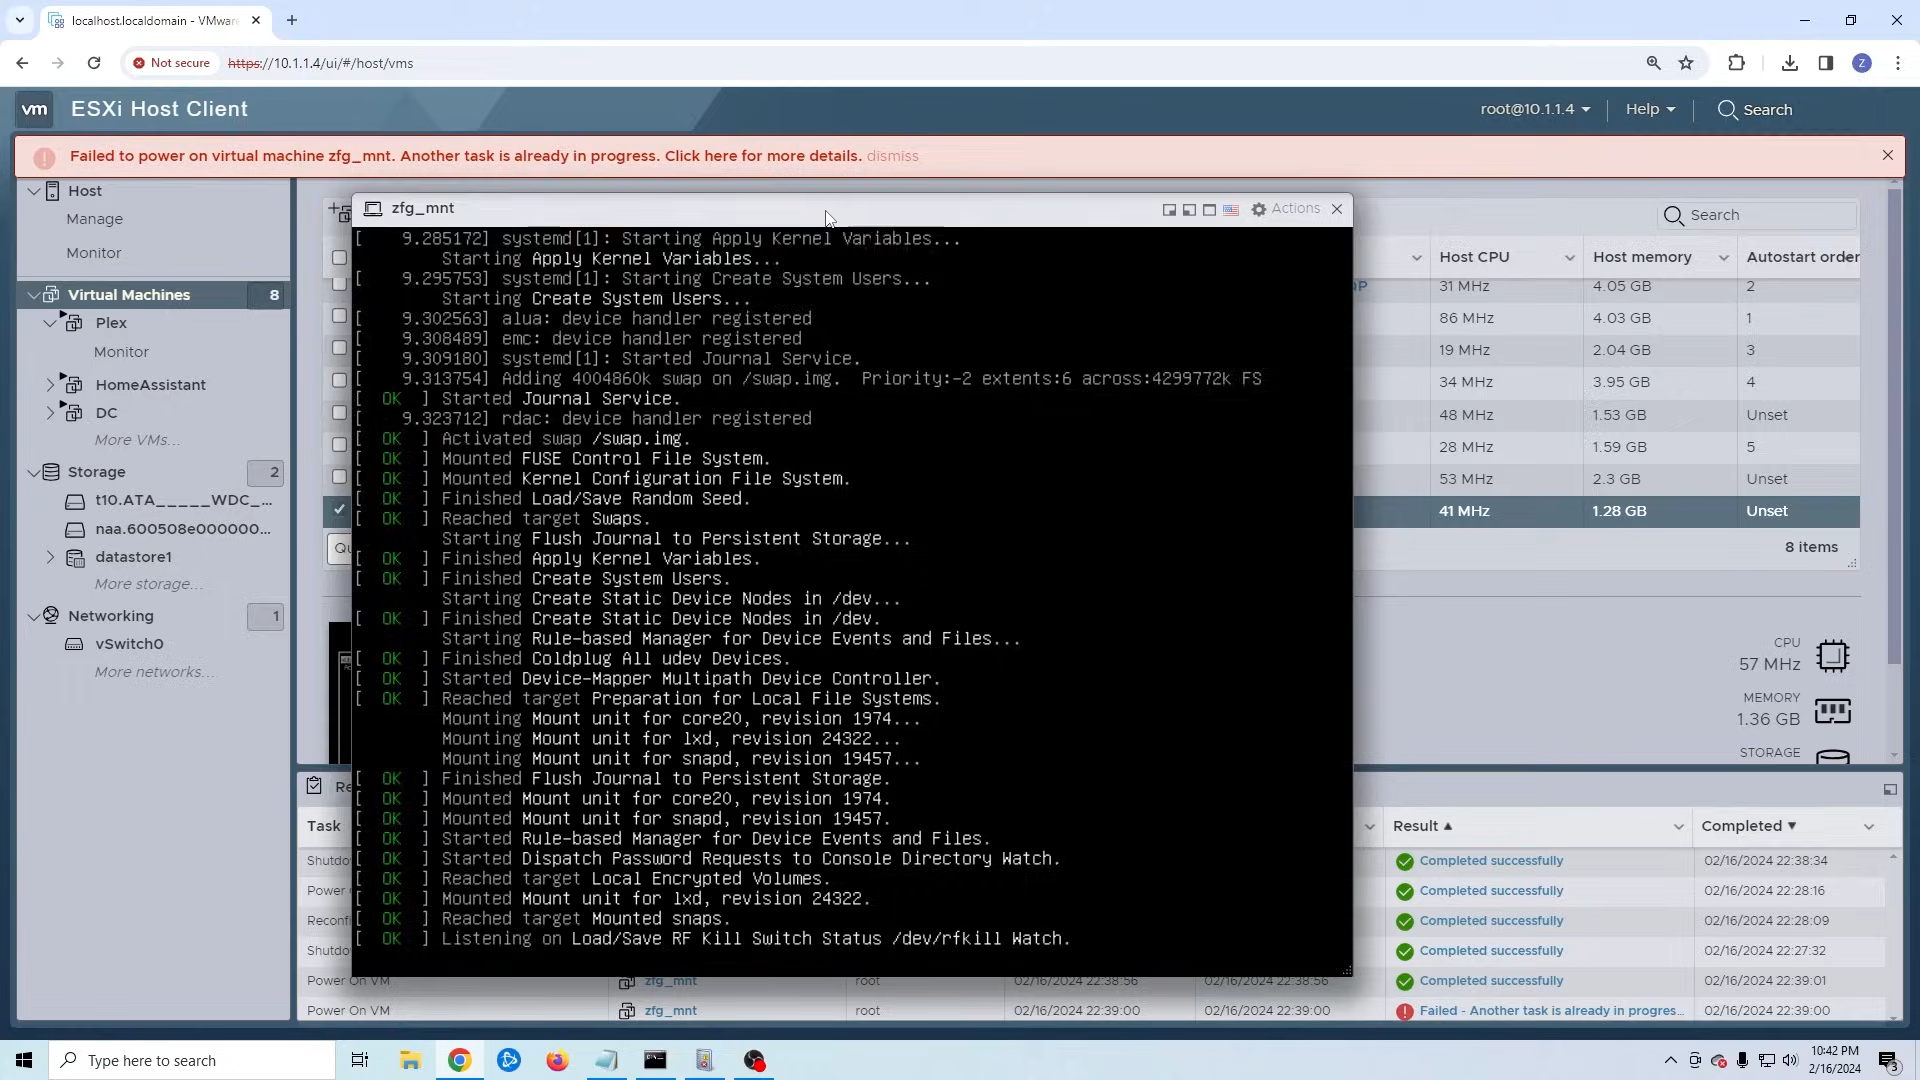 localhost.localdomain - VMware
Not secure
https://10.1.1.4/ui/#/host/vms
Z
vm
ESXi Host Client
root@10.1.1.4
Help
Search
Failed to power on virtual machine zfg_mnt. Another task is already in progress. Click here for more details. dismiss
Host
Manage
Monitor
Virtual Machines 8
Plex
Monitor
HomeAssistant
DC
More VMs...
Storage 2
t10.ATA_____WDC_...
naa.600508e000000...
datastore1
More storage...
Networking 1
vSwitch0
More networks...
zfg_mnt
Actions
[    9.285172] systemd[1]: Starting Apply Kernel Variables...
Starting Apply Kernel Variables...
[    9.295753] systemd[1]: Starting Create System Users...
Starting Create System Users...
[    9.302563] alua: device handler registered
[    9.308489] emc: device handler registered
[    9.309180] systemd[1]: Started Journal Service.
[    9.313754] Adding 4004860k swap on /swap.img.  Priority:-2 extents:6 across:4299772k FS
[  OK  ] Started Journal Service.
[    9.323712] rdac: device handler registered
[  OK  ] Activated swap /swap.img.
[  OK  ] Mounted FUSE Control File System.
[  OK  ] Mounted Kernel Configuration File System.
[  OK  ] Finished Load/Save Random Seed.
[  OK  ] Reached target Swaps.
Starting Flush Journal to Persistent Storage...
[  OK  ] Finished Apply Kernel Variables.
[  OK  ] Finished Create System Users.
Starting Create Static Device Nodes in /dev...
[  OK  ] Finished Create Static Device Nodes in /dev.
Starting Rule-based Manager for Device Events and Files...
[  OK  ] Finished Coldplug All udev Devices.
[  OK  ] Started Device-Mapper Multipath Device Controller.
[  OK  ] Reached target Preparation for Local File Systems.
Mounting Mount unit for core20, revision 1974...
Mounting Mount unit for lxd, revision 24322...
Mounting Mount unit for snapd, revision 19457...
[  OK  ] Finished Flush Journal to Persistent Storage.
[  OK  ] Mounted Mount unit for core20, revision 1974.
[  OK  ] Mounted Mount unit for snapd, revision 19457.
[  OK  ] Started Rule-based Manager for Device Events and Files.
[  OK  ] Started Dispatch Password Requests to Console Directory Watch.
[  OK  ] Reached target Local Encrypted Volumes.
[  OK  ] Mounted Mount unit for lxd, revision 24322.
[  OK  ] Reached target Mounted snaps.
[  OK  ] Listening on Load/Save RF Kill Switch Status /dev/rfkill Watch.
Search
Host CPU Host memory Autostart order
31 MHz 4.05 GB 2
86 MHz 4.03 GB 1
19 MHz 2.04 GB 3
34 MHz 3.95 GB 4
48 MHz 1.53 GB Unset
28 MHz 1.59 GB 5
53 MHz 2.3 GB Unset
41 MHz 1.28 GB Unset
8 items
CPU
57 MHz
MEMORY
1.36 GB
STORAGE
Task Result Completed
Completed successfully 02/16/2024 22:38:34
Completed successfully 02/16/2024 22:28:16
Completed successfully 02/16/2024 22:28:09
Completed successfully 02/16/2024 22:27:32
Power On VM zfg_mnt root 02/16/2024 22:38:56 02/16/2024 22:38:56 Completed successfully 02/16/2024 22:39:01
Power On VM zfg_mnt root 02/16/2024 22:39:00 02/16/2024 22:39:00 Failed - Another task is already in progres... 02/16/2024 22:39:00
Type here to search
10:42 PM
2/16/2024
3